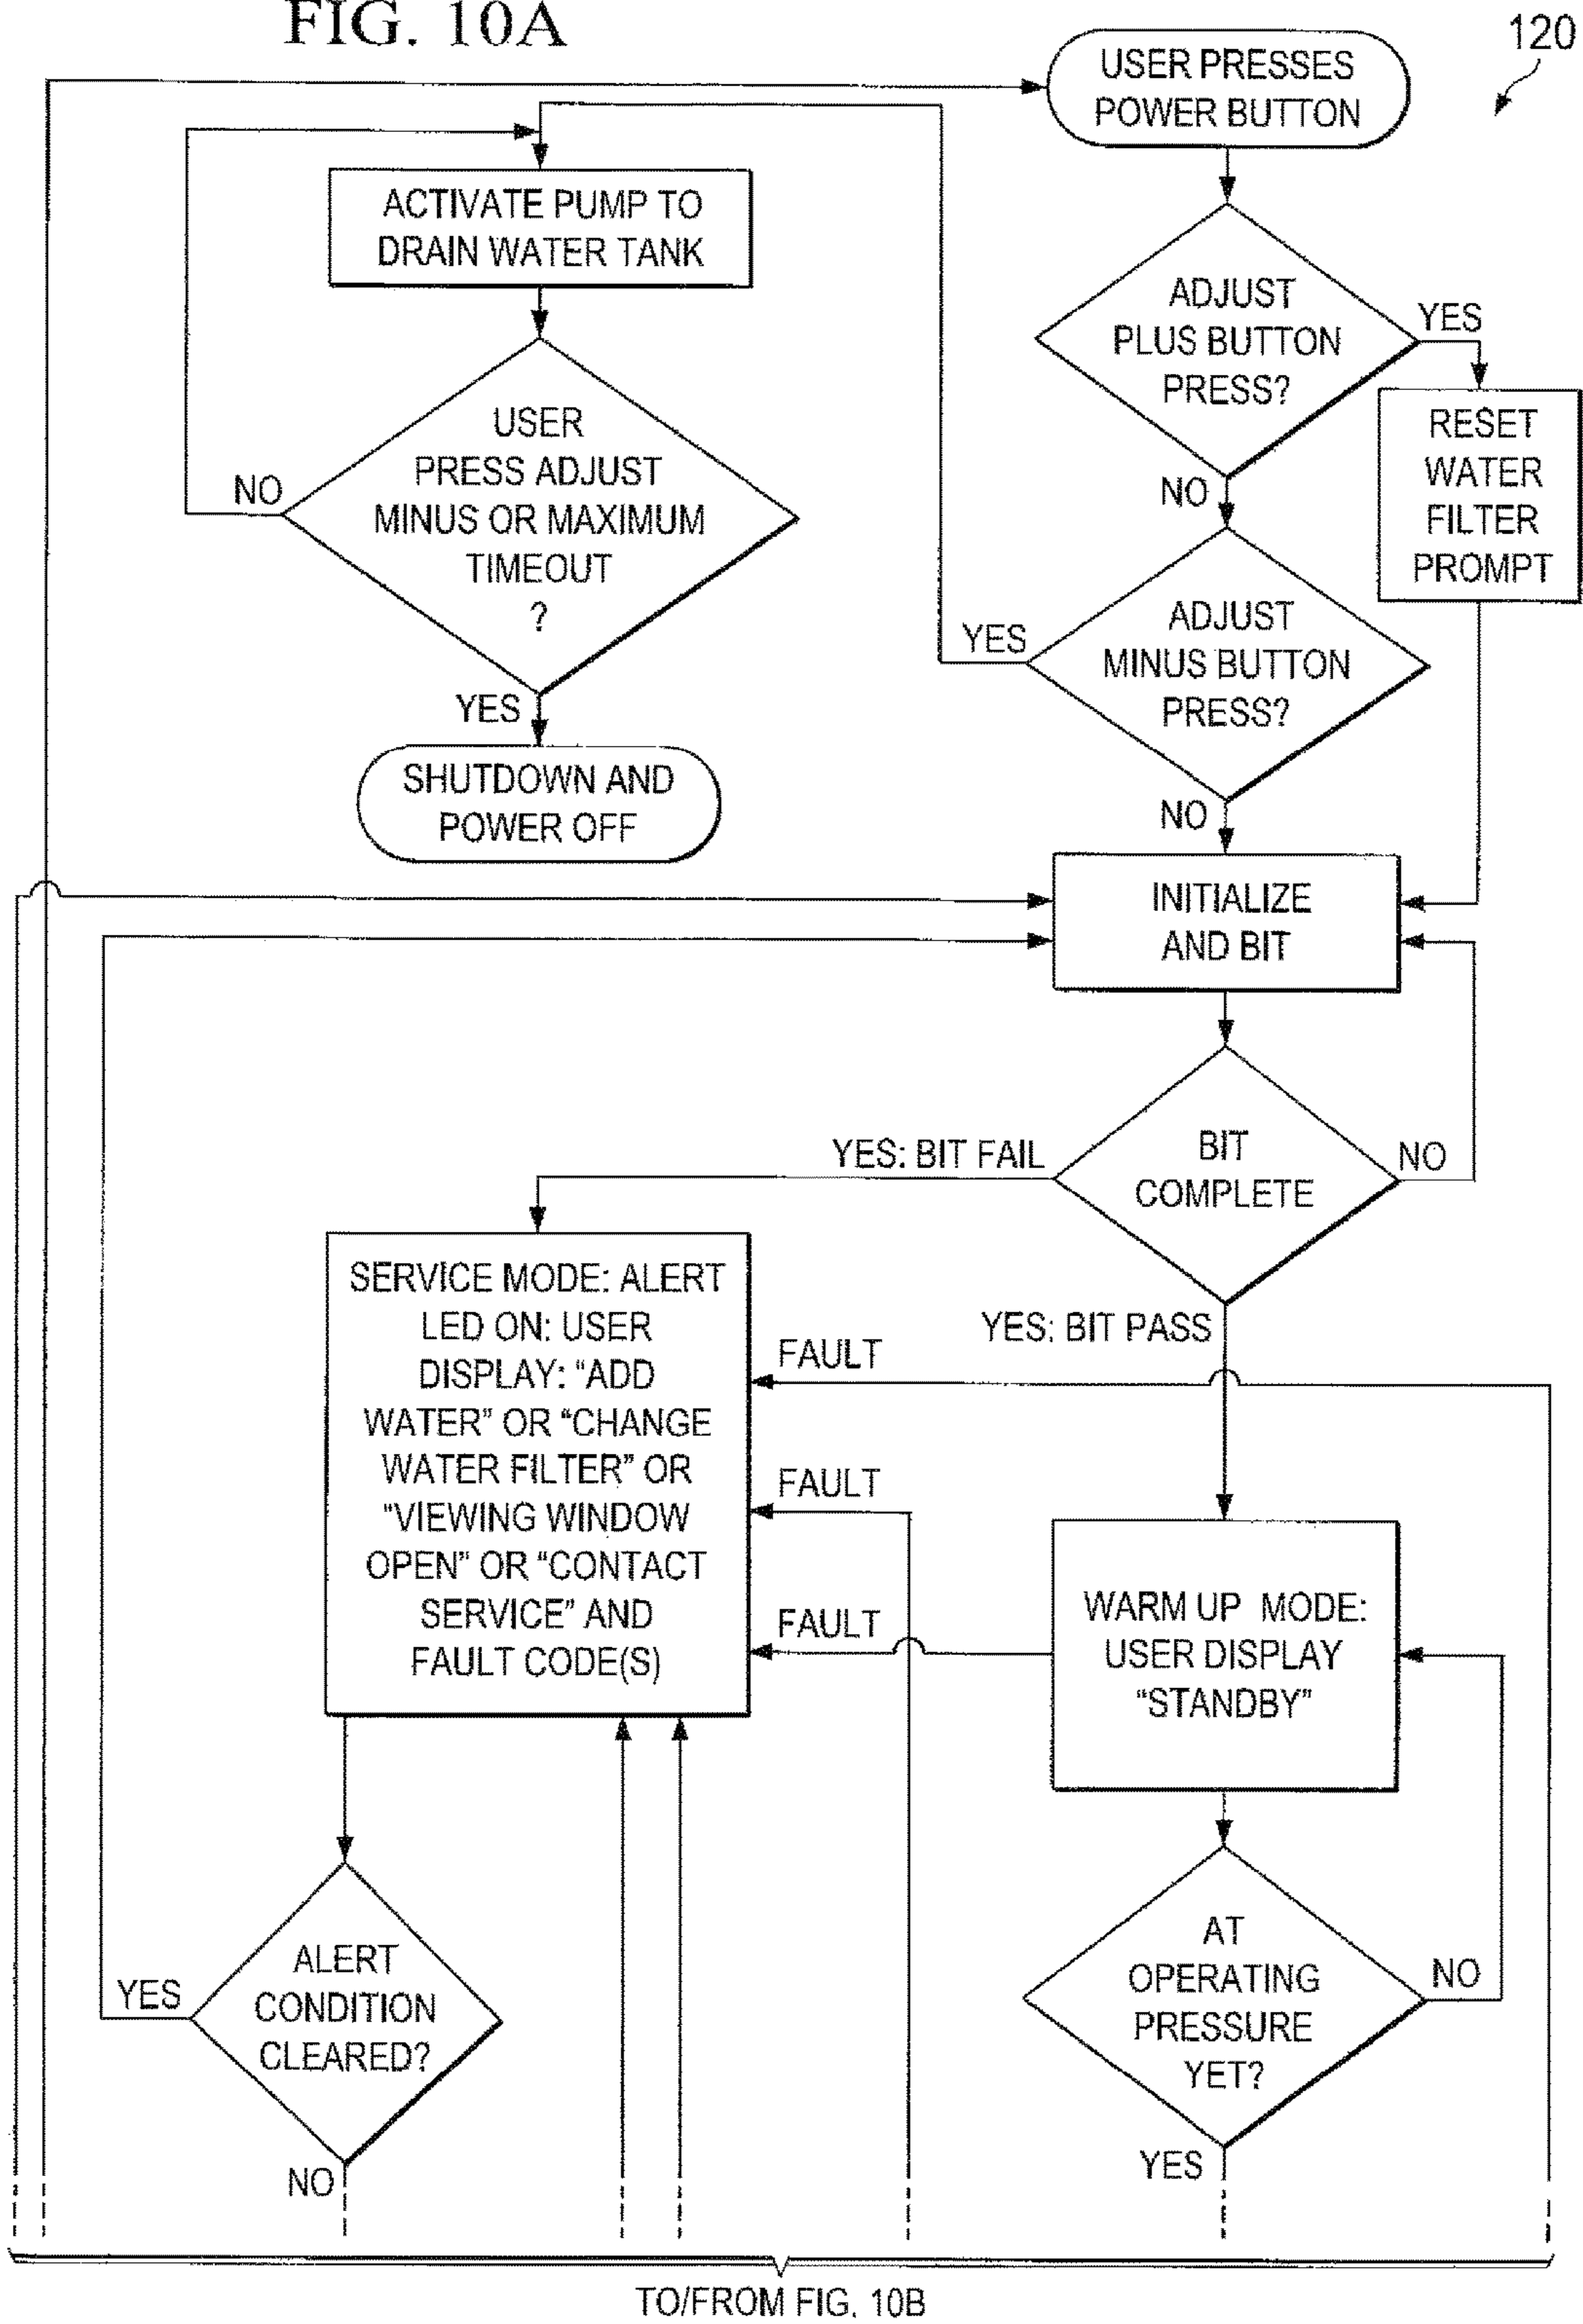 FIG. 10A
120
USER PRESSES
POWER BUTTON
ACTIVATE PUMP TO
DRAIN WATER TANK
ADJUST
PLUS BUTTON
PRESS?
YES
NO
RESET
WATER
FILTER
PROMPT
USER
PRESS ADJUST
MINUS OR MAXIMUM
TIMEOUT
?
NO
YES
ADJUST
MINUS BUTTON
PRESS?
YES
NO
SHUTDOWN AND
POWER OFF
INITIALIZE
AND BIT
BIT
COMPLETE
NO
YES: BIT FAIL
YES: BIT PASS
SERVICE MODE: ALERT
LED ON: USER
DISPLAY: “ADD
WATER” OR “CHANGE
WATER FILTER” OR
“VIEWING WINDOW
OPEN” OR “CONTACT
SERVICE” AND
FAULT CODE(S)
FAULT
FAULT
FAULT
WARM UP MODE:
USER DISPLAY
“STANDBY”
ALERT
CONDITION
CLEARED?
YES
NO
AT
OPERATING
PRESSURE
YET?
NO
YES
TO/FROM FIG. 10B